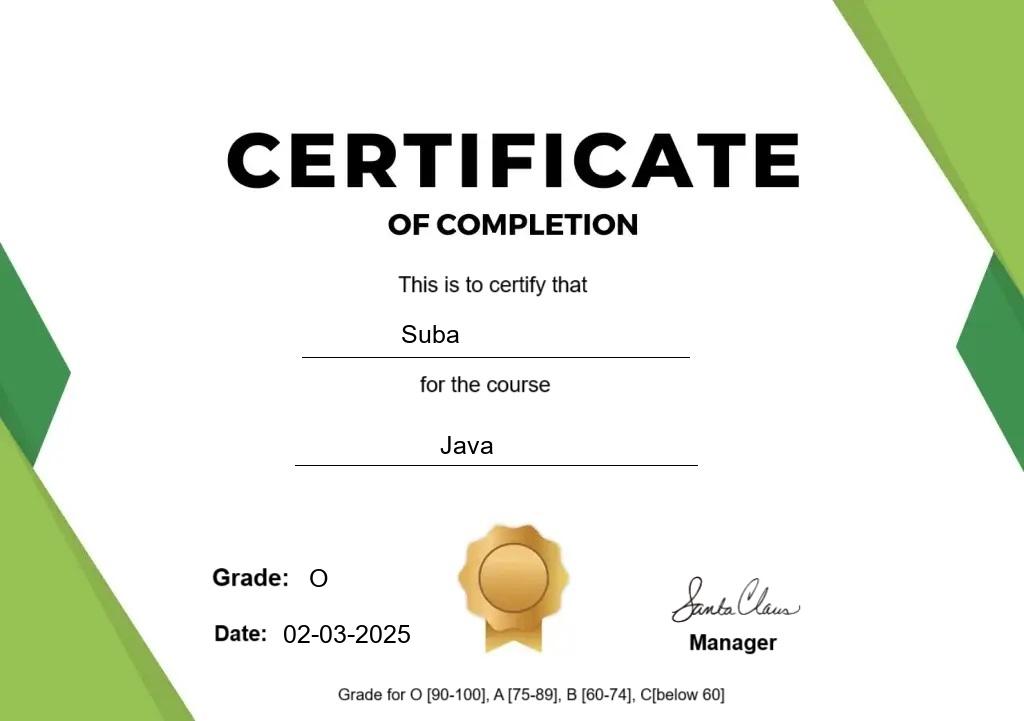 CERTIFICATE
OF COMPLETION
This is to certify that
Suba
for the course
Java
Grade: O
Santa Claus
Date: 02-03-2025
Manager
Grade for O [90-100], A [75-89], B [60-74], C[below 60]